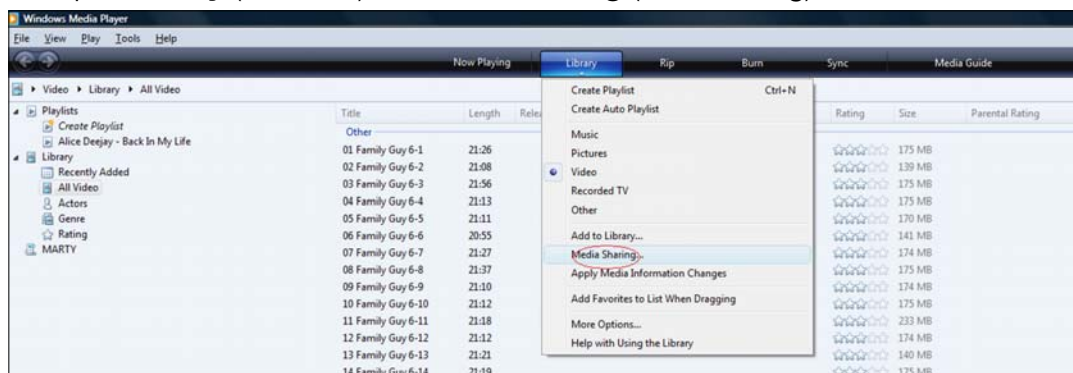 Windows Media Player
File View Play Tools Help
Now Playing Library Rip Burn Sync Media Guide
Video Library All Video
Playlists
Create Playlist
Alice Deejay - Back In My Life
Library
Recently Added
All Video
Actors
Genre
Rating
MARTY
Title Length Rating Size Parental Rating
Other
01 Family Guy 6-1 21:26 175 MB
02 Family Guy 6-2 21:08 139 MB
03 Family Guy 6-3 21:56 175 MB
04 Family Guy 6-4 21:13 175 MB
05 Family Guy 6-5 21:11 170 MB
06 Family Guy 6-6 20:55 141 MB
07 Family Guy 6-7 21:27 174 MB
08 Family Guy 6-8 21:37 175 MB
09 Family Guy 6-9 21:10 174 MB
10 Family Guy 6-10 21:12 175 MB
11 Family Guy 6-11 21:18 233 MB
12 Family Guy 6-12 21:12 174 MB
13 Family Guy 6-13 21:21 140 MB
14 Family Guy 6-14 21:19 175 MB
Create Playlist Ctrl+N
Create Auto Playlist
Music
Pictures
Video
Recorded TV
Other
Add to Library...
Media Sharing...
Apply Media Information Changes
Add Favorites to List When Dragging
More Options...
Help with Using the Library